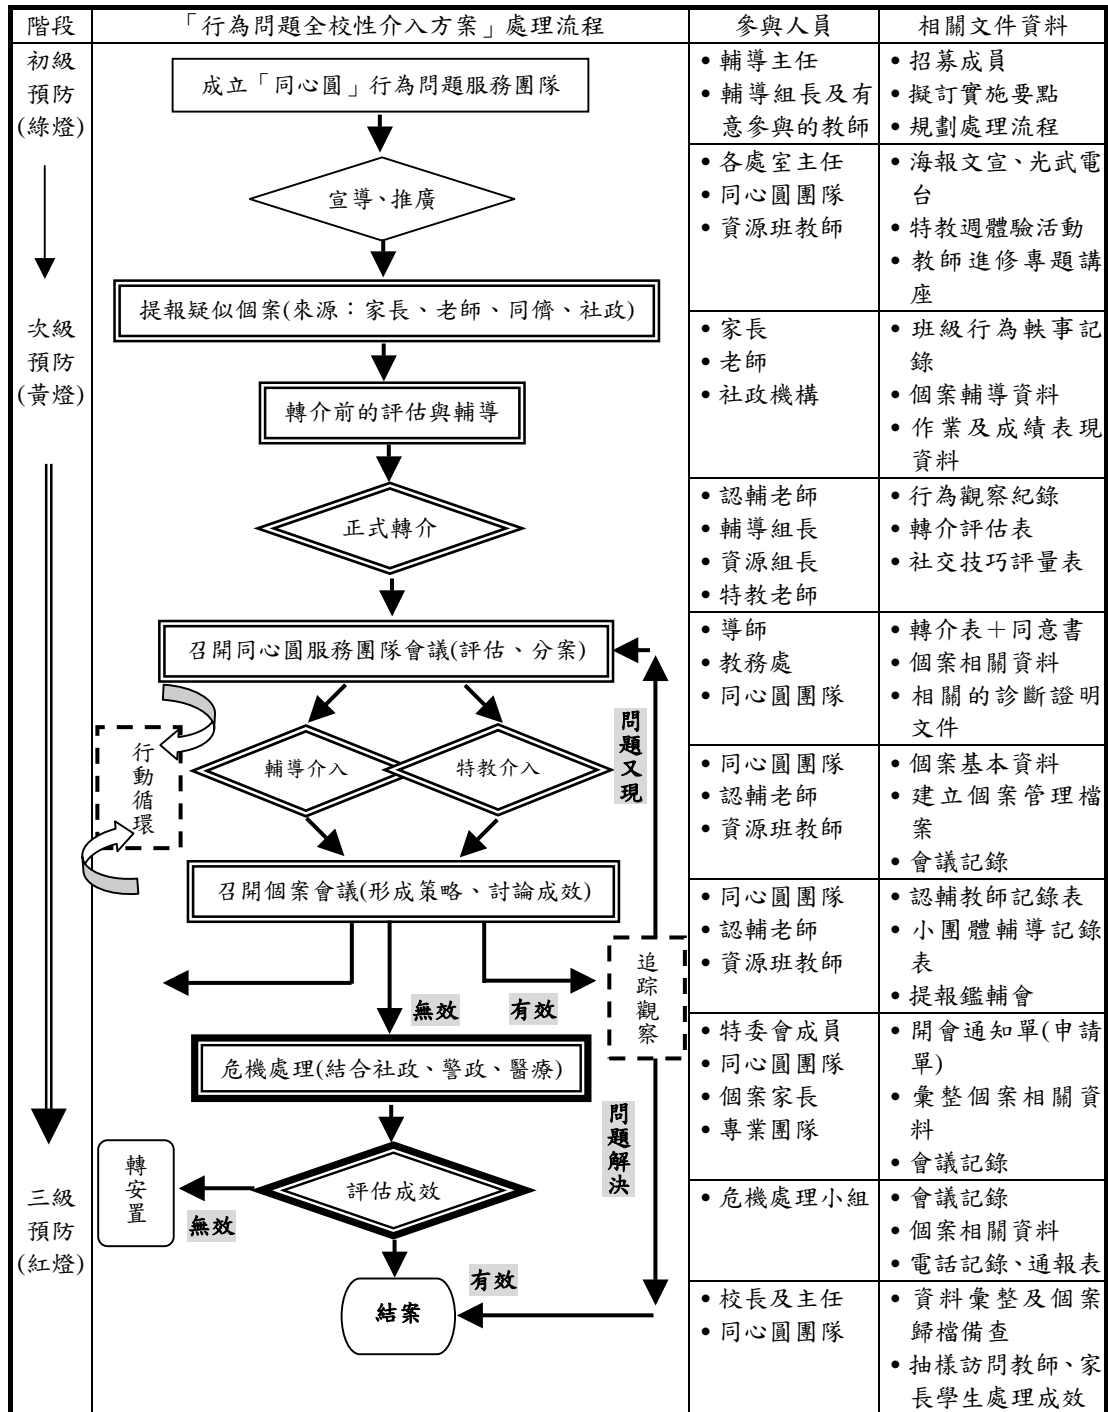 階段
「行為問題全校性介入方案」處理流程
參與人員
相關文件資料
初級
預防
(綠燈)
次級
預防
(黃燈)
三級
預防
(紅燈)
成立「同心圓」行為問題服務團隊
宣導、推廣
提報疑似個案(來源：家長、老師、同儕、社政)
轉介前的評估與輔導
正式轉介
召開同心圓服務團隊會議(評估、分案)
行
動
循
環
輔導介入
特教介入
問
題
又
現
召開個案會議(形成策略、討論成效)
無效
有效
追
踪
觀
察
危機處理(結合社政、警政、醫療)
問
題
解
決
轉
安
置
無效
評估成效
有效
結案
• 輔導主任
• 輔導組長及有
意參與的教師
• 招募成員
• 擬訂實施要點
• 規劃處理流程
• 各處室主任
• 同心圓團隊
• 資源班教師
• 海報文宣、光武電
台
• 特教週體驗活動
• 教師進修專題講
座
• 家長
• 老師
• 社政機構
• 班級行為軼事記
錄
• 個案輔導資料
• 作業及成績表現
資料
• 認輔老師
• 輔導組長
• 資源組長
• 特教老師
• 行為觀察紀錄
• 轉介評估表
• 社交技巧評量表
• 導師
• 教務處
• 同心圓團隊
• 轉介表＋同意書
• 個案相關資料
• 相關的診斷證明
文件
• 同心圓團隊
• 認輔老師
• 資源班教師
• 個案基本資料
• 建立個案管理檔
案
• 會議記錄
• 同心圓團隊
• 認輔老師
• 資源班教師
• 認輔教師記錄表
• 小團體輔導記錄
表
• 提報鑑輔會
• 特委會成員
• 同心圓團隊
• 個案家長
• 專業團隊
• 開會通知單(申請
單)
• 彙整個案相關資
料
• 會議記錄
• 危機處理小組
• 會議記錄
• 個案相關資料
• 電話記錄、通報表
• 校長及主任
• 同心圓團隊
• 資料彙整及個案
歸檔備查
• 抽樣訪問教師、家
長學生處理成效